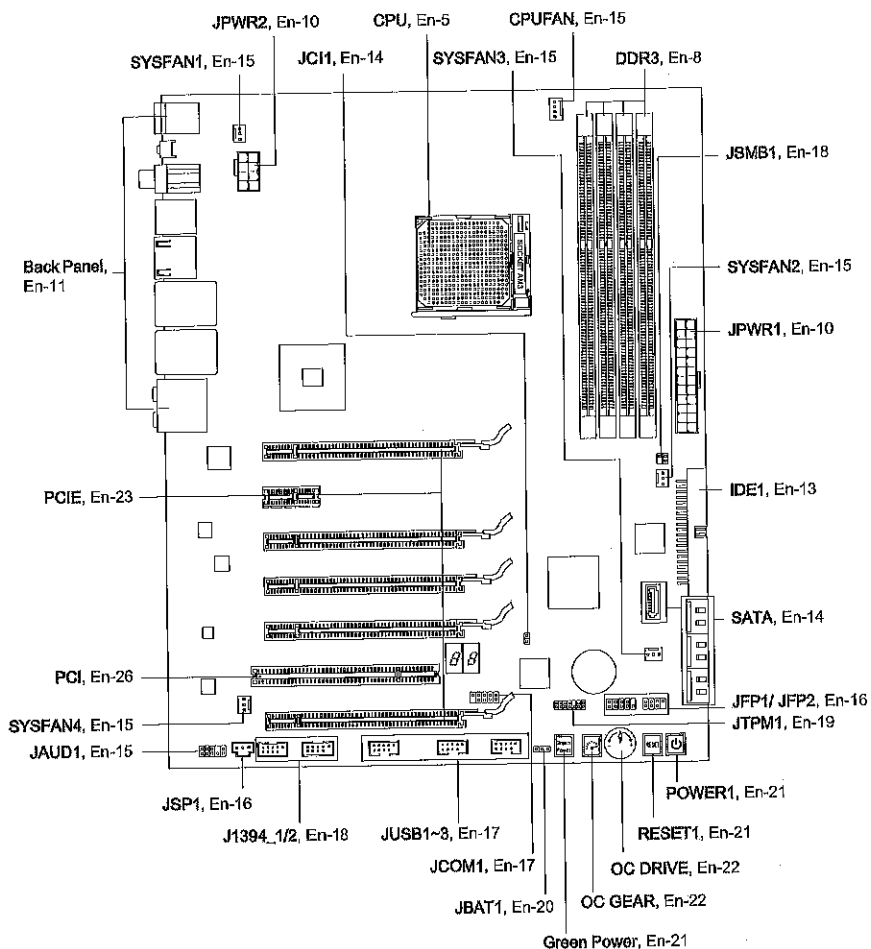 JPWR2, En-10
CPU, En-5
CPUFAN, En-15
SYSFAN1, En-15
JCI1, En-14
SYSFAN3, En-15
DDR3, En-8
JSMB1, En-18
SOCKET AM3
Back Panel,
En-11
SYSFAN2, En-15
JPWR1, En-10
PCIE, En-23
IDE1, En-13
SATA, En-14
PCI, En-26
JFP1/ JFP2, En-16
SYSFAN4, En-15
JTPM1, En-19
JAUD1, En-15
POWER1, En-21
JSP1, En-16
RESET1, En-21
J1394_1/2, En-18
JUSB1~3, En-17
JCOM1, En-17
OC DRIVE, En-22
JBAT1, En-20
OC GEAR, En-22
Green Power, En-21